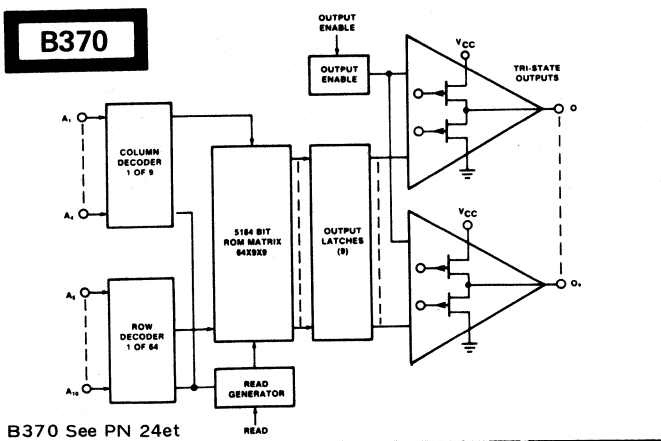 B370
OUTPUT
ENABLE
OUTPUT
ENABLE
VCC
TRI-STATE
OUTPUTS
O
A₁
COLUMN
DECODER
1 OF 9
A₄
5184 BIT
ROM MATRIX
64X9X9
OUTPUT
LATCHES
(9)
VCC
A₅
ROW
DECODER
1 OF 64
A₁₀
O₉
READ
GENERATOR
READ
B370 See PN 24et